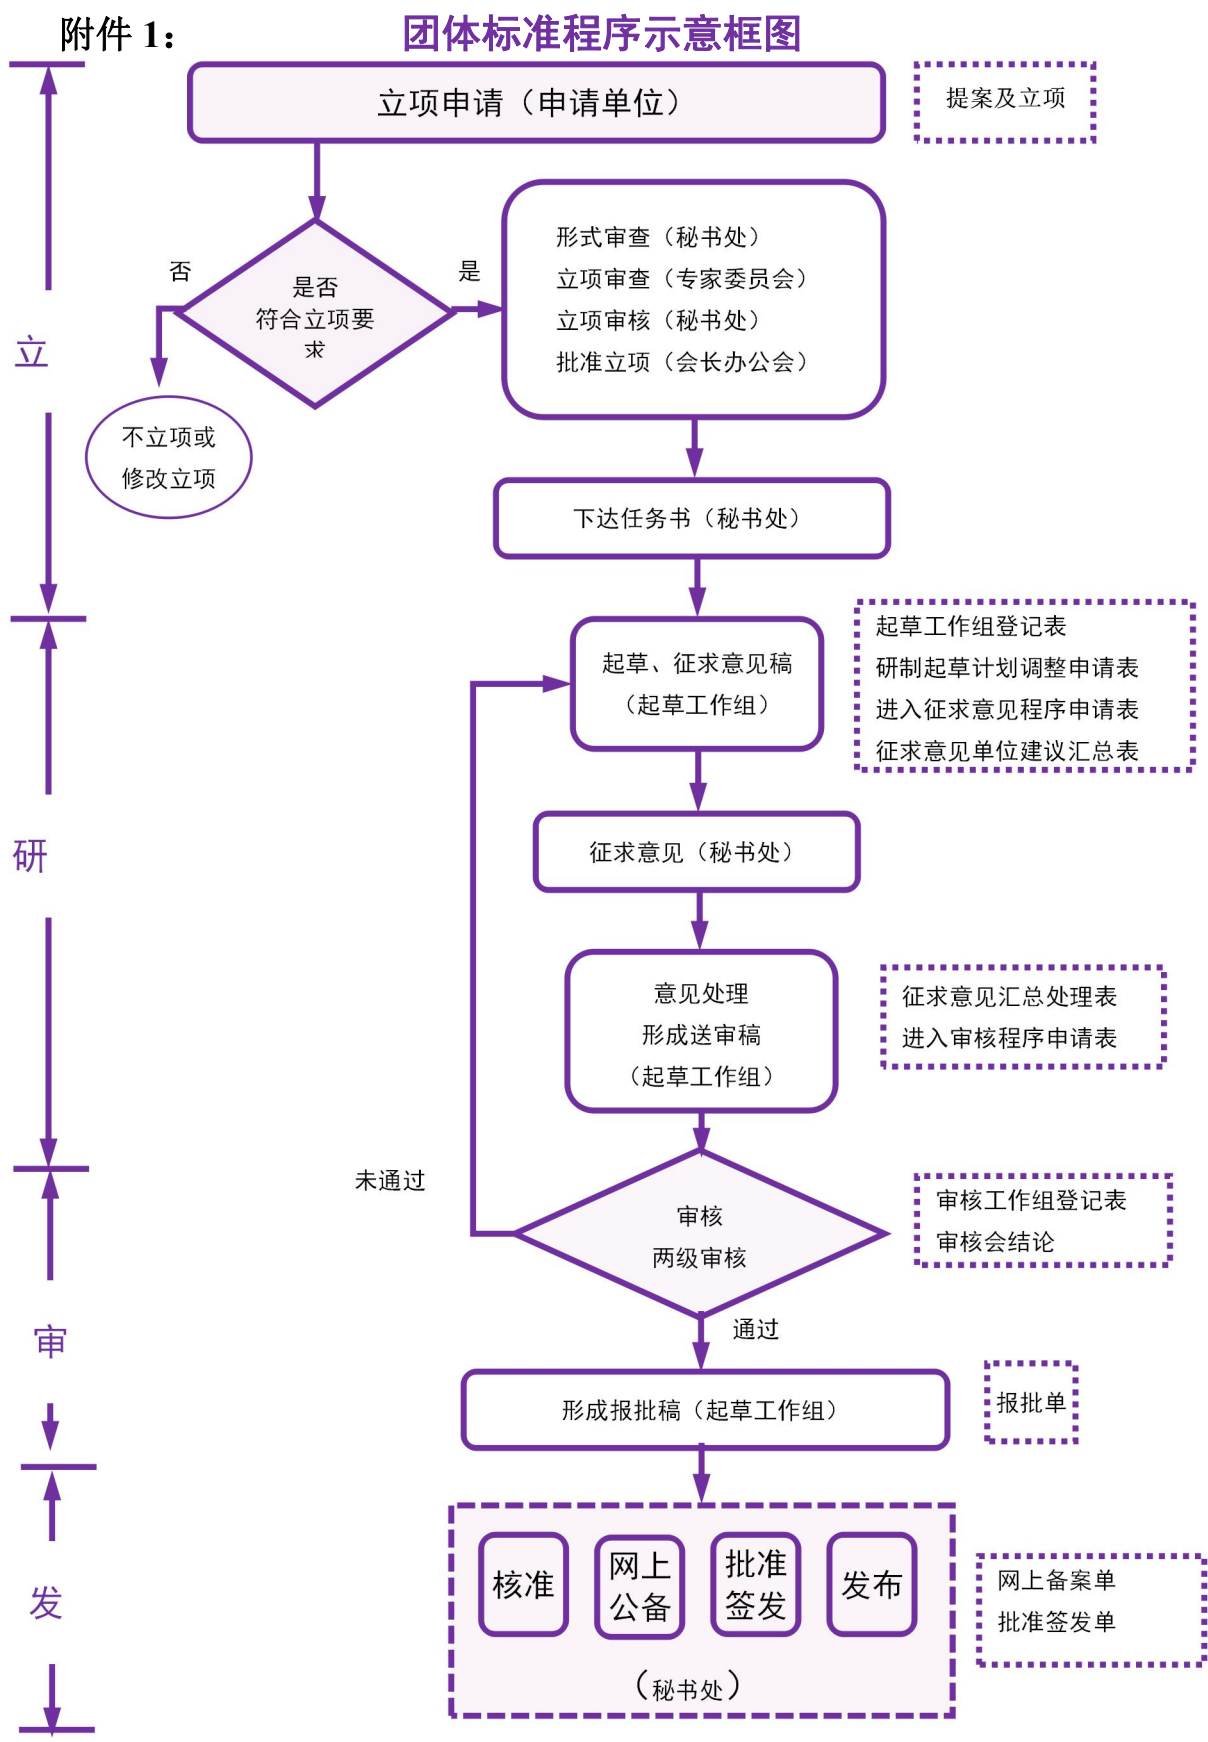 附件 1：
团体标准程序示意框图
立项申请（申请单位）
提案及立项
形式审查（秘书处）
立项审查（专家委员会）
立项审核（秘书处）
批准立项（会长办公会）
否
是
是否
符合立项要
求
立
不立项或
修改立项
下达任务书（秘书处）
起草、征求意见稿
（起草工作组）
起草工作组登记表
研制起草计划调整申请表
进入征求意见程序申请表
征求意见单位建议汇总表
研
征求意见（秘书处）
意见处理
形成送审稿
（起草工作组）
征求意见汇总处理表
进入审核程序申请表
未通过
审核
两级审核
审核工作组登记表
审核会结论
通过
审
形成报批稿（起草工作组）
报批单
发
核准
网上
公备
批准
签发
发布
（秘书处）
网上备案单
批准签发单